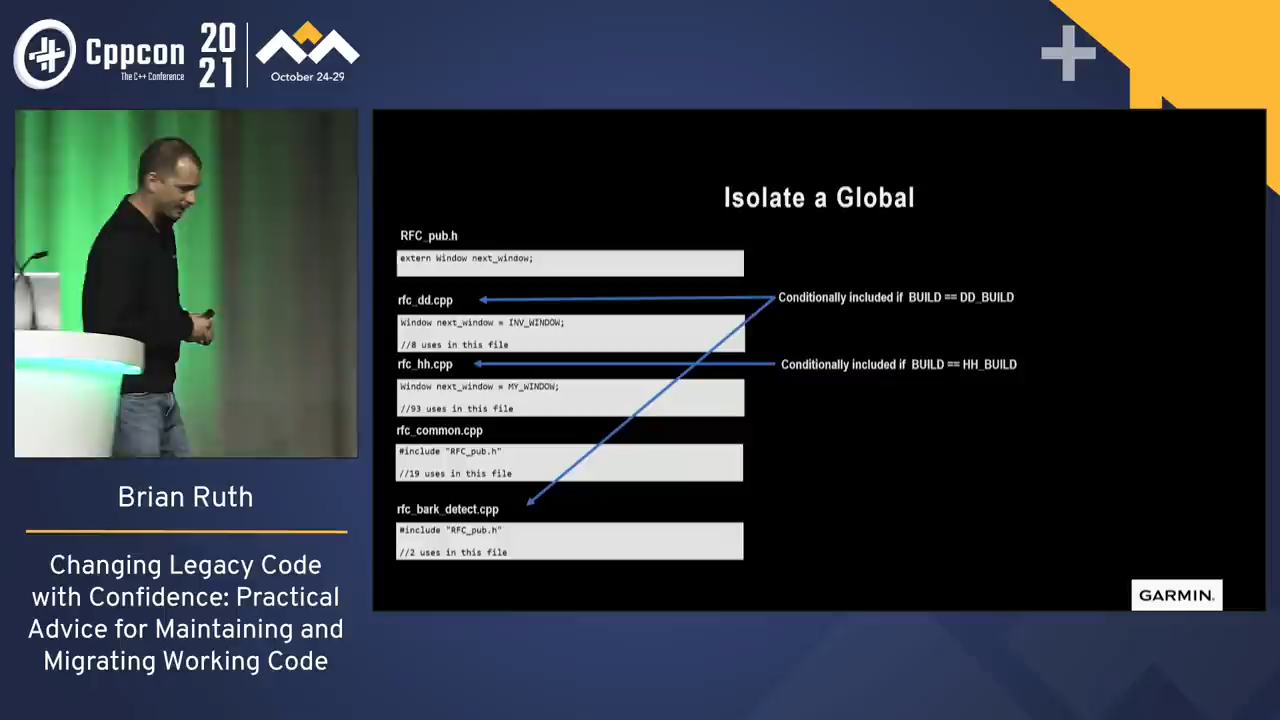 Cppcon
The C++ Conference
20
21
October 24-29
Isolate a Global
RFC_pub.h
extern Window next_window;
rfc_dd.cpp
Conditionally included if BUILD == DD_BUILD
Window next_window = INV_WINDOW;
//8 uses in this file
rfc_hh.cpp
Conditionally included if BUILD == HH_BUILD
Window next_window = MY_WINDOW;
//93 uses in this file
rfc_common.cpp
#include "RFC_pub.h"
//19 uses in this file
rfc_bark_detect.cpp
#include "RFC_pub.h"
//2 uses in this file
GARMIN.
Brian Ruth
Changing Legacy Code
with Confidence: Practical
Advice for Maintaining and
Migrating Working Code